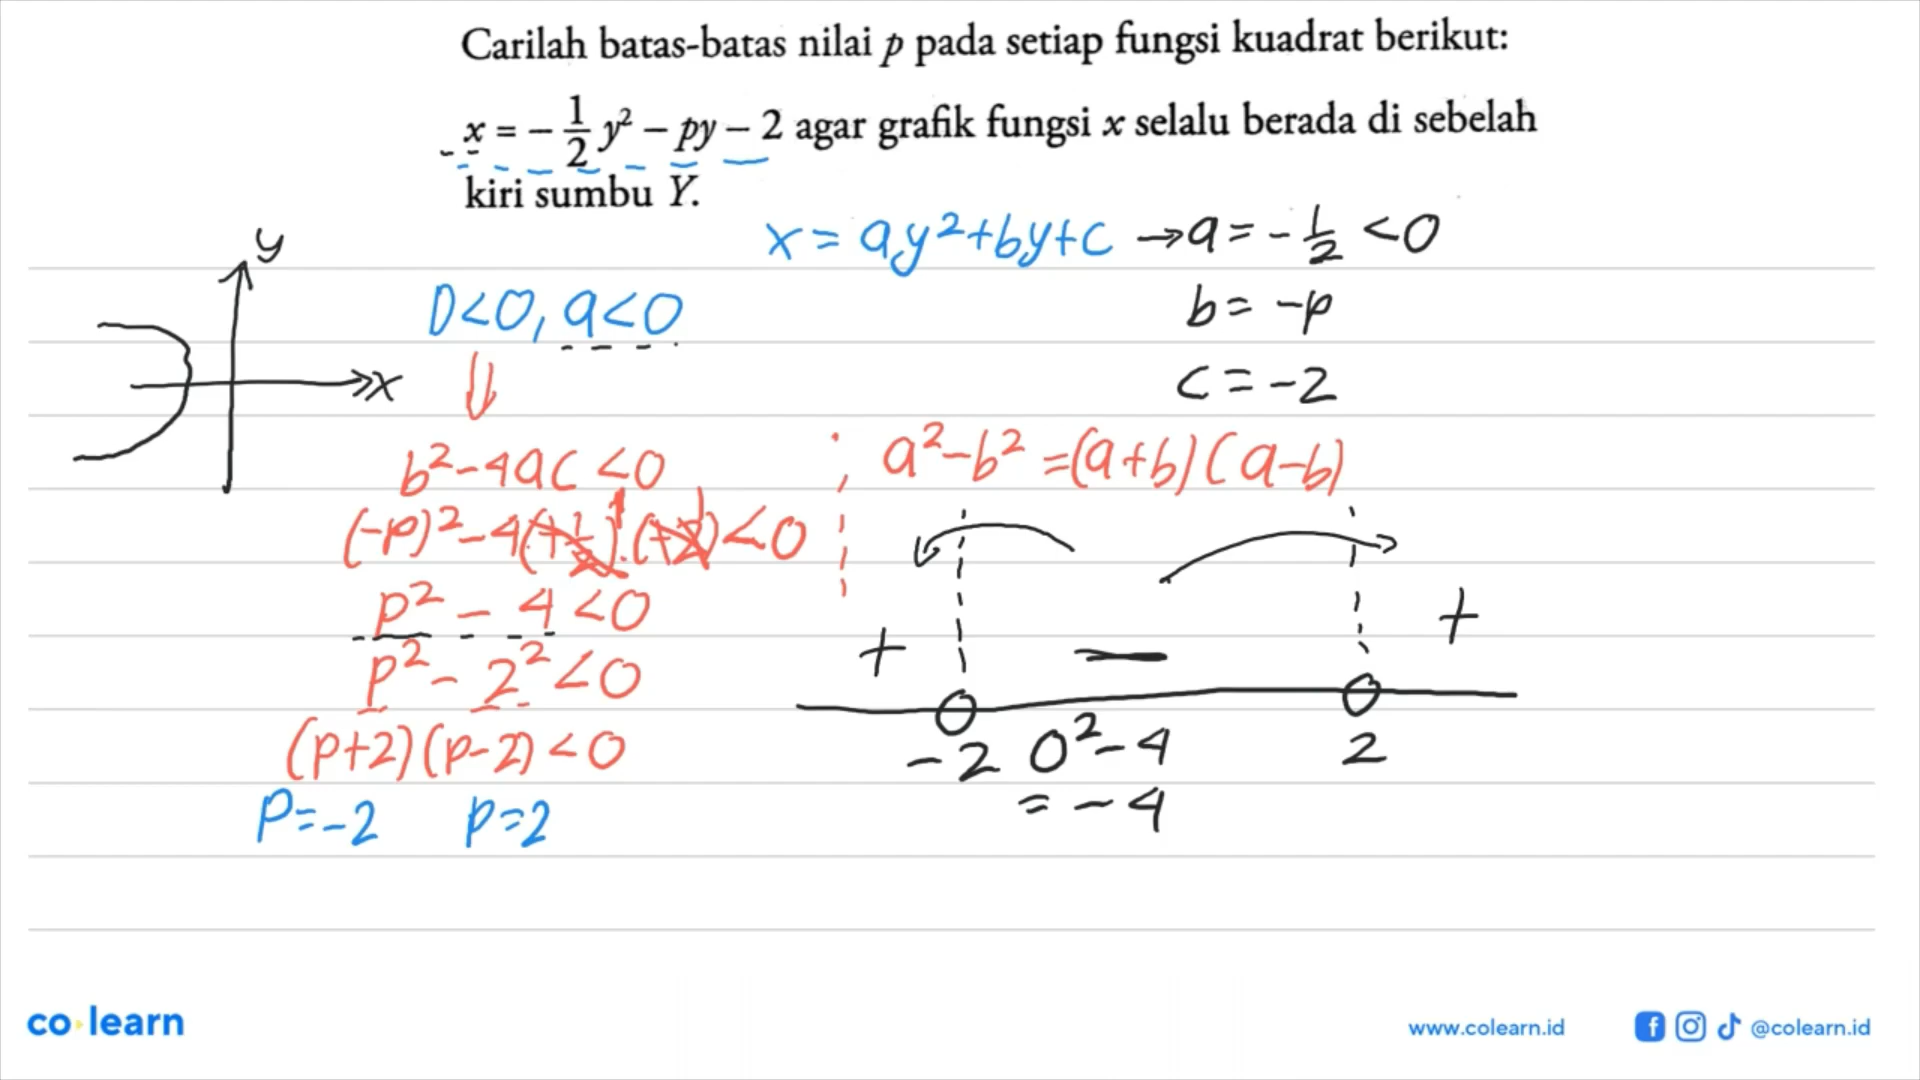 Carilah batas-batas nilai p pada setiap fungsi kuadrat berikut:
x = - 1/2 y² - py - 2 agar grafik fungsi x selalu berada di sebelah
kiri sumbu Y.
x = ay² + by + c → a = - 1/2 < 0
b = -p
c = -2
y
x
D<0, a<0
b² - 4ac < 0
(-p)² - 4(+1/2)¹·(+2)¹ < 0
p² - 4 < 0
p² - 2² < 0
(p+2)(p-2) < 0
p = -2 p = 2
a² - b² = (a+b)(a-b)
+ — +
-2 0² - 4 2
= -4
co learn
www.colearn.id @colearn.id